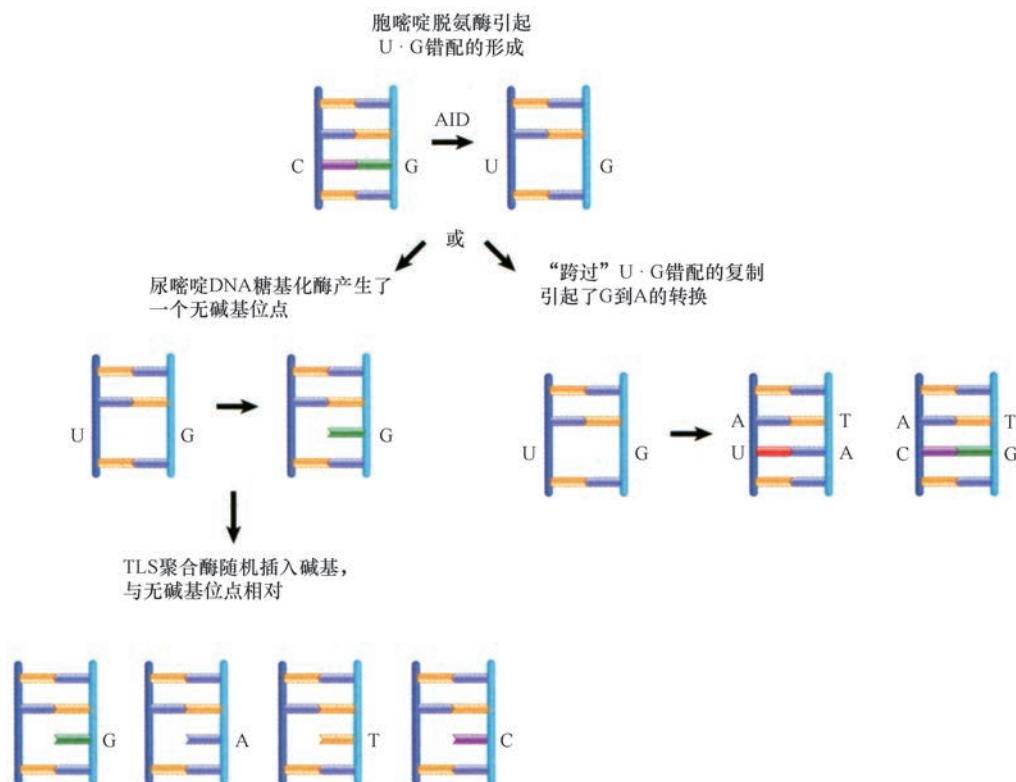 胞嘧啶脱氨酶引起
U · G错配的形成
AID
C
G
U
G
或
尿嘧啶DNA糖基化酶产生了
一个无碱基位点
“跨过”U · G错配的复制
引起了G到A的转换
U
G
G
U
G
A
T
U
A
A
T
C
G
TLS聚合酶随机插入碱基，
与无碱基位点相对
G
A
T
C